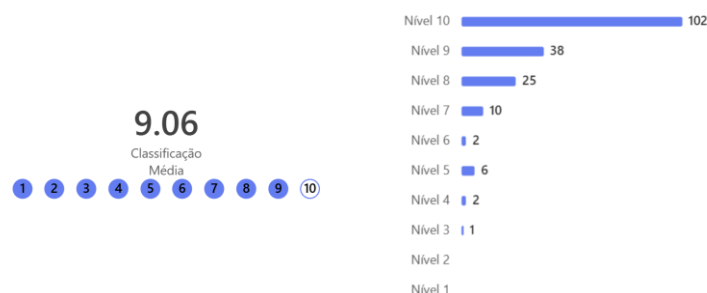 9.06
Classificação
Média
1 2 3 4 5 6 7 8 9 10
Nível 10 102
Nível 9 38
Nível 8 25
Nível 7 10
Nível 6 2
Nível 5 6
Nível 4 2
Nível 3 1
Nível 2
Nível 1